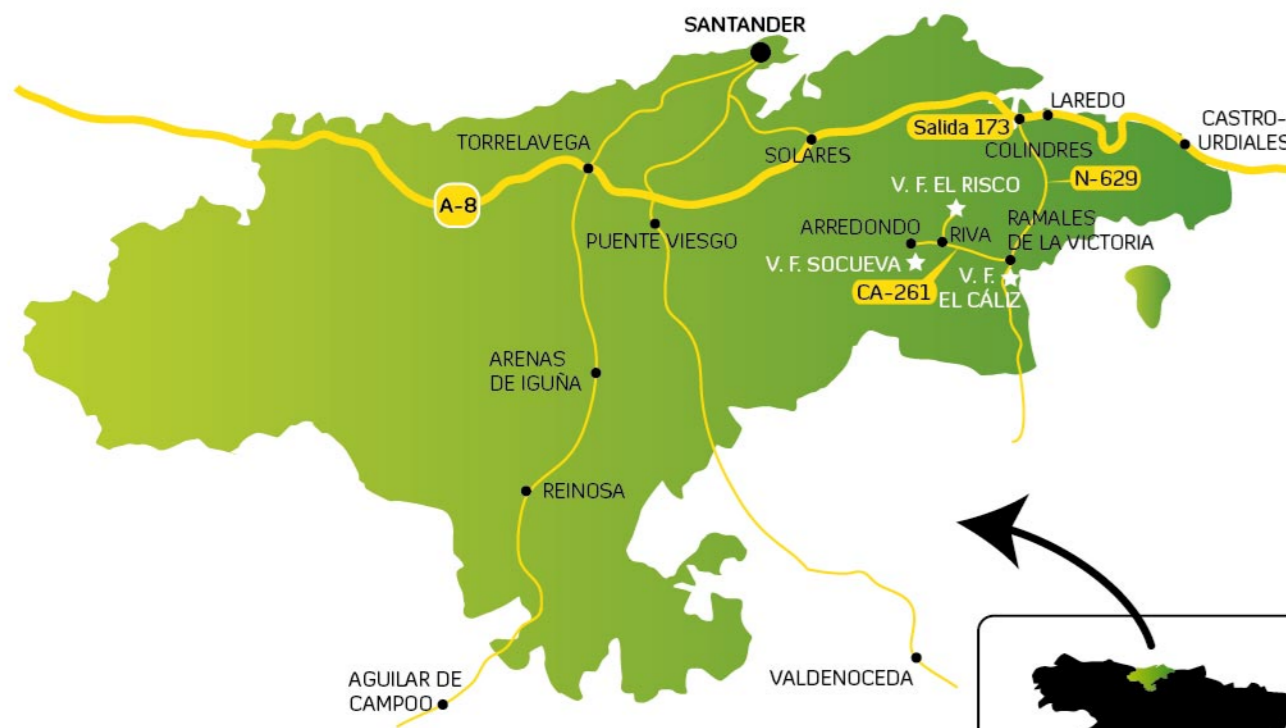 SANTANDER
LAREDO
CASTRO-
URDIALES
Salida 173
COLINDRES
TORRELAVEGA
SOLARES
N-629
A-8
V. F. EL RISCO
PUENTE VIESGO
ARREDONDO
RIVA
RAMALES
DE LA VICTORIA
V. F. SOCUEVA
CA-261
V. F.
EL CÁLIZ
ARENAS
DE IGUÑA
REINOSA
AGUILAR DE
CAMPOO
VALDENOCEDA